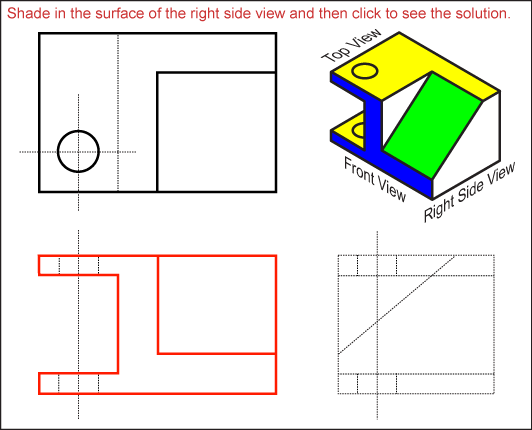 Shade in the surface of the right side view and then click to see the solution.
Top View
Front View
Right Side View